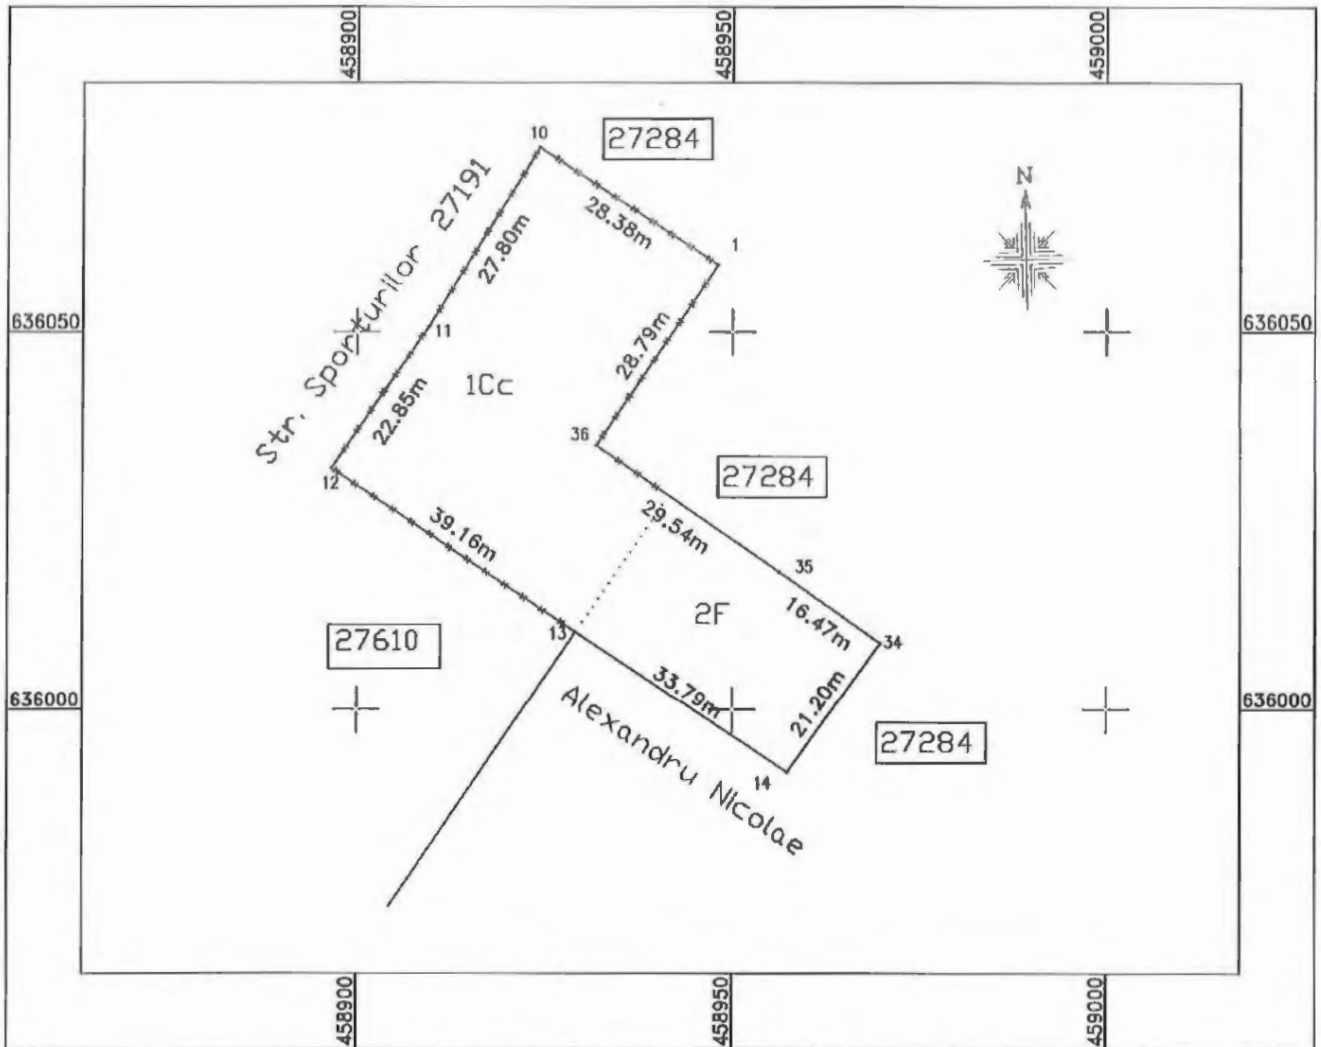 458900
458950
459000
10
27284
1
N
Str. Sporturilor 27191
27.80m
28.38m
636050
636050
11
28.79m
1Cc
22.85m
36
12
27284
39.16m
29.54m
35
2F
16.47m
13
34
27610
33.79m
21.20m
636000
636000
Alexandru Nicolae
27284
14
458900
458950
459000